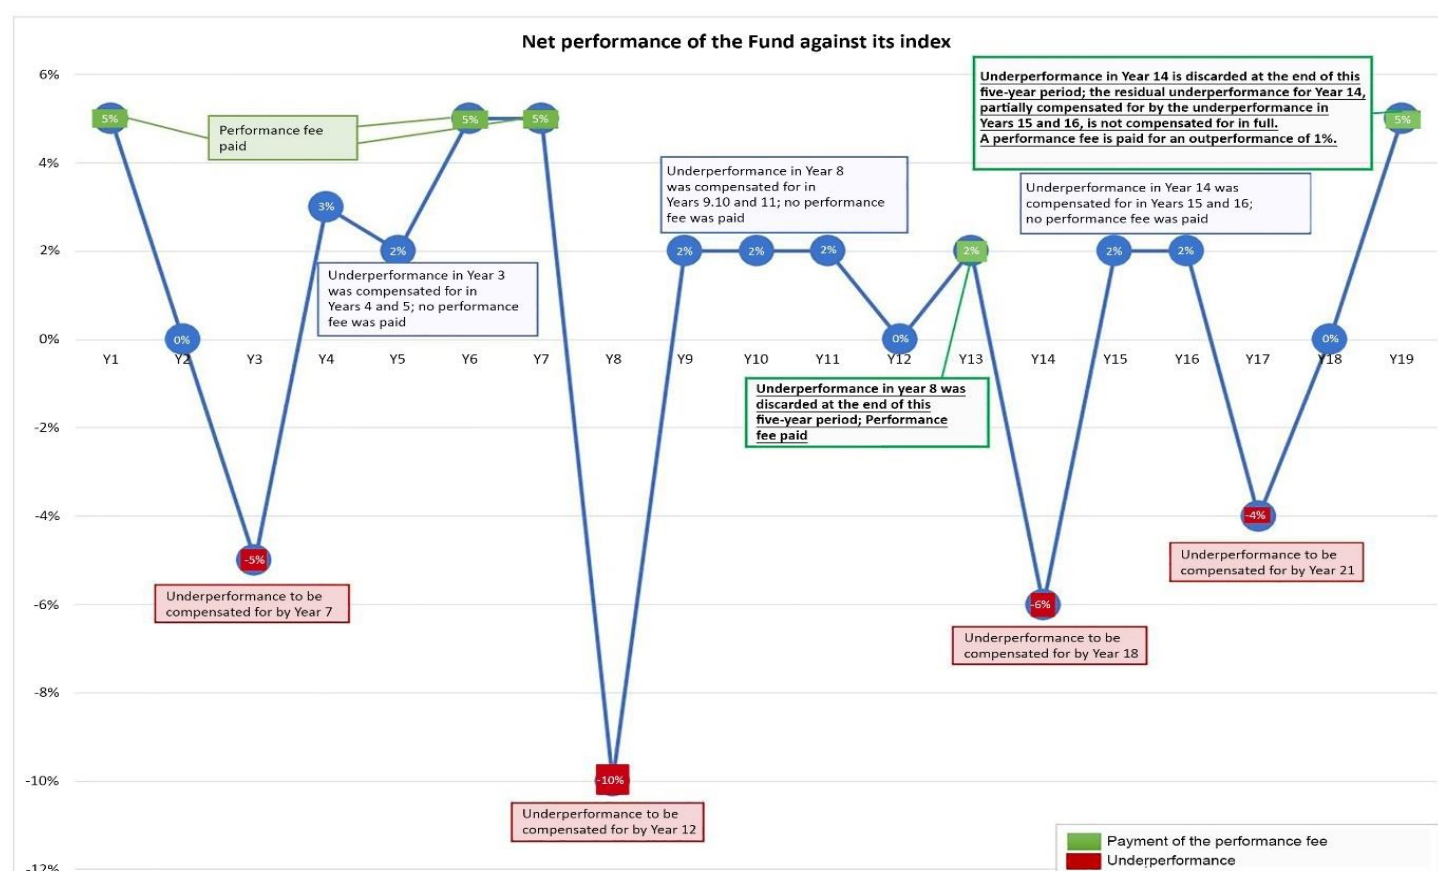 Net performance of the Fund against its index
6%
4%
2%
0%
-2%
-4%
-6%
-8%
-10%
-12%
5%
0%
-5%
3%
2%
5%
5%
-10%
2%
2%
2%
0%
2%
-6%
2%
2%
-4%
0%
5%
Y1
Y2
Y3
Y4
Y5
Y6
Y7
Y8
Y9
Y10
Y11
Y12
Y13
Y14
Y15
Y16
Y17
Y18
Y19
Performance fee
paid
Underperformance in Year 3
was compensated for in
Years 4 and 5; no performance
fee was paid
Underperformance to be
compensated for by Year 7
Underperformance to be
compensated for by Year 12
Underperformance in Year 8
was compensated for in
Years 9.10 and 11; no performance
fee was paid
Underperformance in year 8 was
discarded at the end of this
five-year period; Performance
fee paid
Underperformance in Year 14 is discarded at the end of this
five-year period; the residual underperformance for Year 14,
partially compensated for by the underperformance in
Years 15 and 16, is not compensated for in full.
A performance fee is paid for an outperformance of 1%.
Underperformance in Year 14 was
compensated for in Years 15 and 16;
no performance fee was paid
Underperformance to be
compensated for by Year 18
Underperformance to be
compensated for by Year 21
Payment of the performance fee
Underperformance